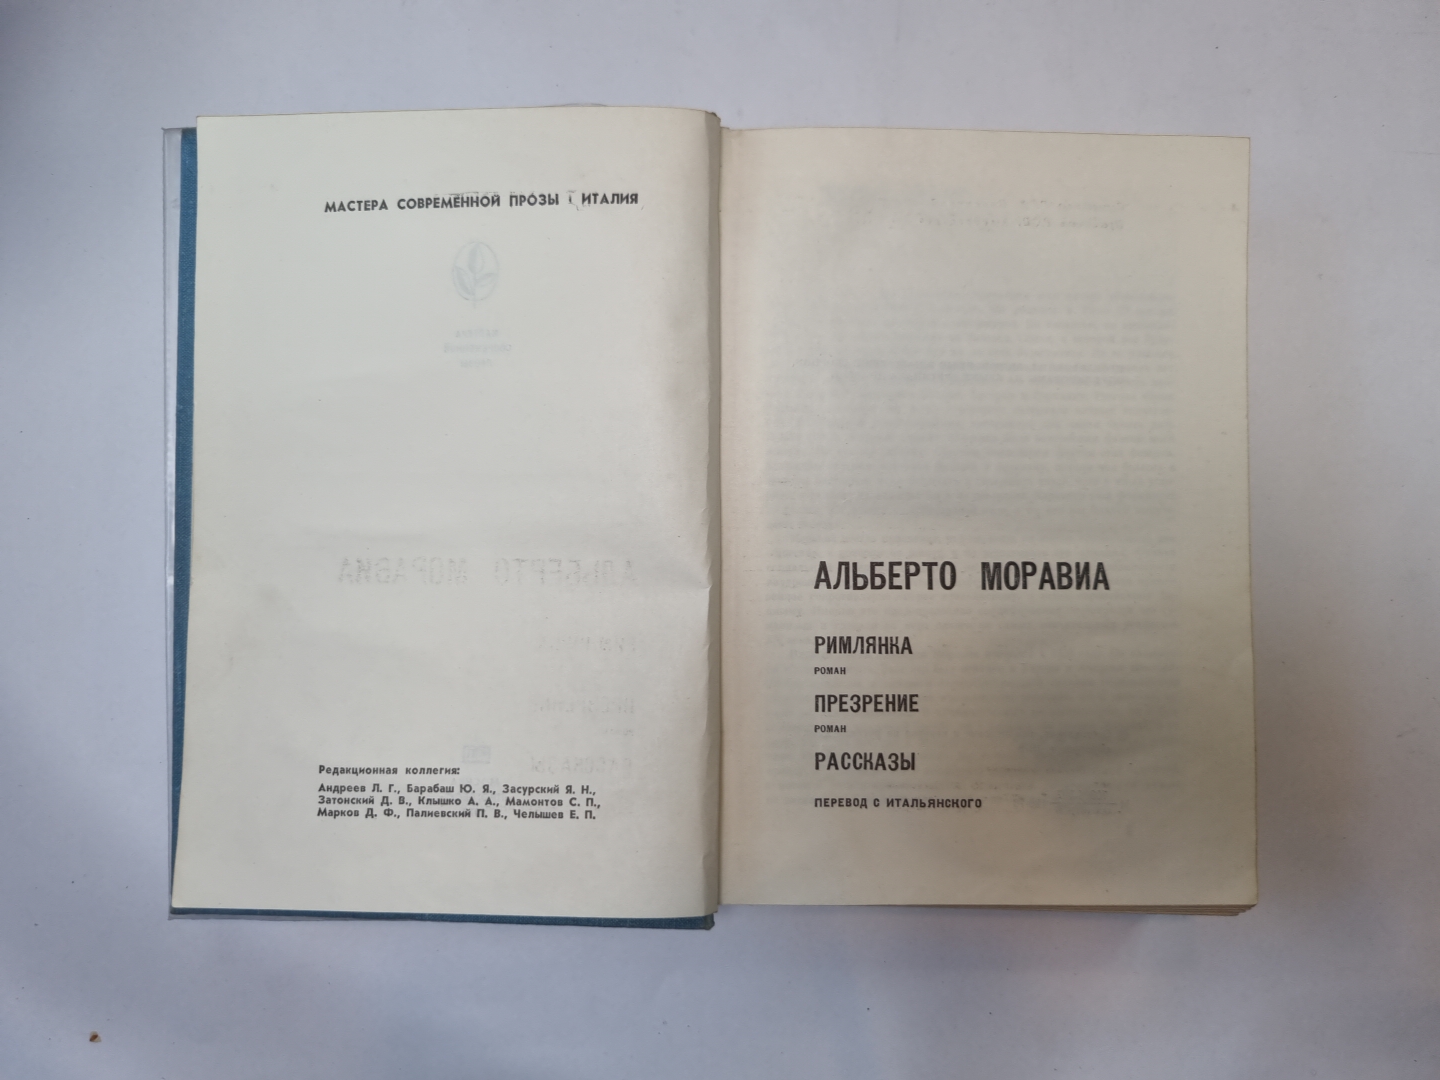 МАСТЕРА СОВРЕМЕННОЙ ПРОЗЫ ИТАЛИЯ
Редакционная коллегия:
Андреев Л. Г., Барабаш Ю. Я., Засурский Я. Н.,
Затонский Д. В., Клышко А. А., Мамонтов С. П.,
Марков Д. Ф., Палиевский П. В., Челышев Е. П.
АЛЬБЕРТО МОРАВИА
РИМЛЯНКА
РОМАН
ПРЕЗРЕНИЕ
РОМАН
РАССКАЗЫ
ПЕРЕВОД С ИТАЛЬЯНСКОГО